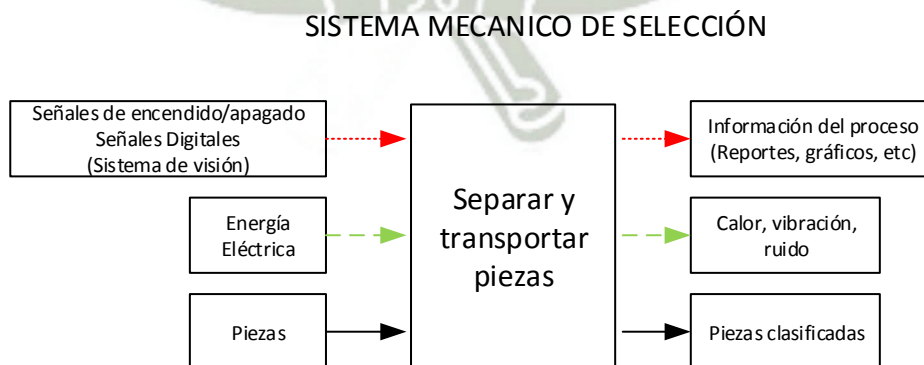 SISTEMA MECANICO DE SELECCIÓN
Señales de encendido/apagado
Señales Digitales
(Sistema de visión)
Energía
Eléctrica
Piezas
Separar y
transportar
piezas
Información del proceso
(Reportes, gráficos, etc)
Calor, vibración,
ruido
Piezas clasificadas